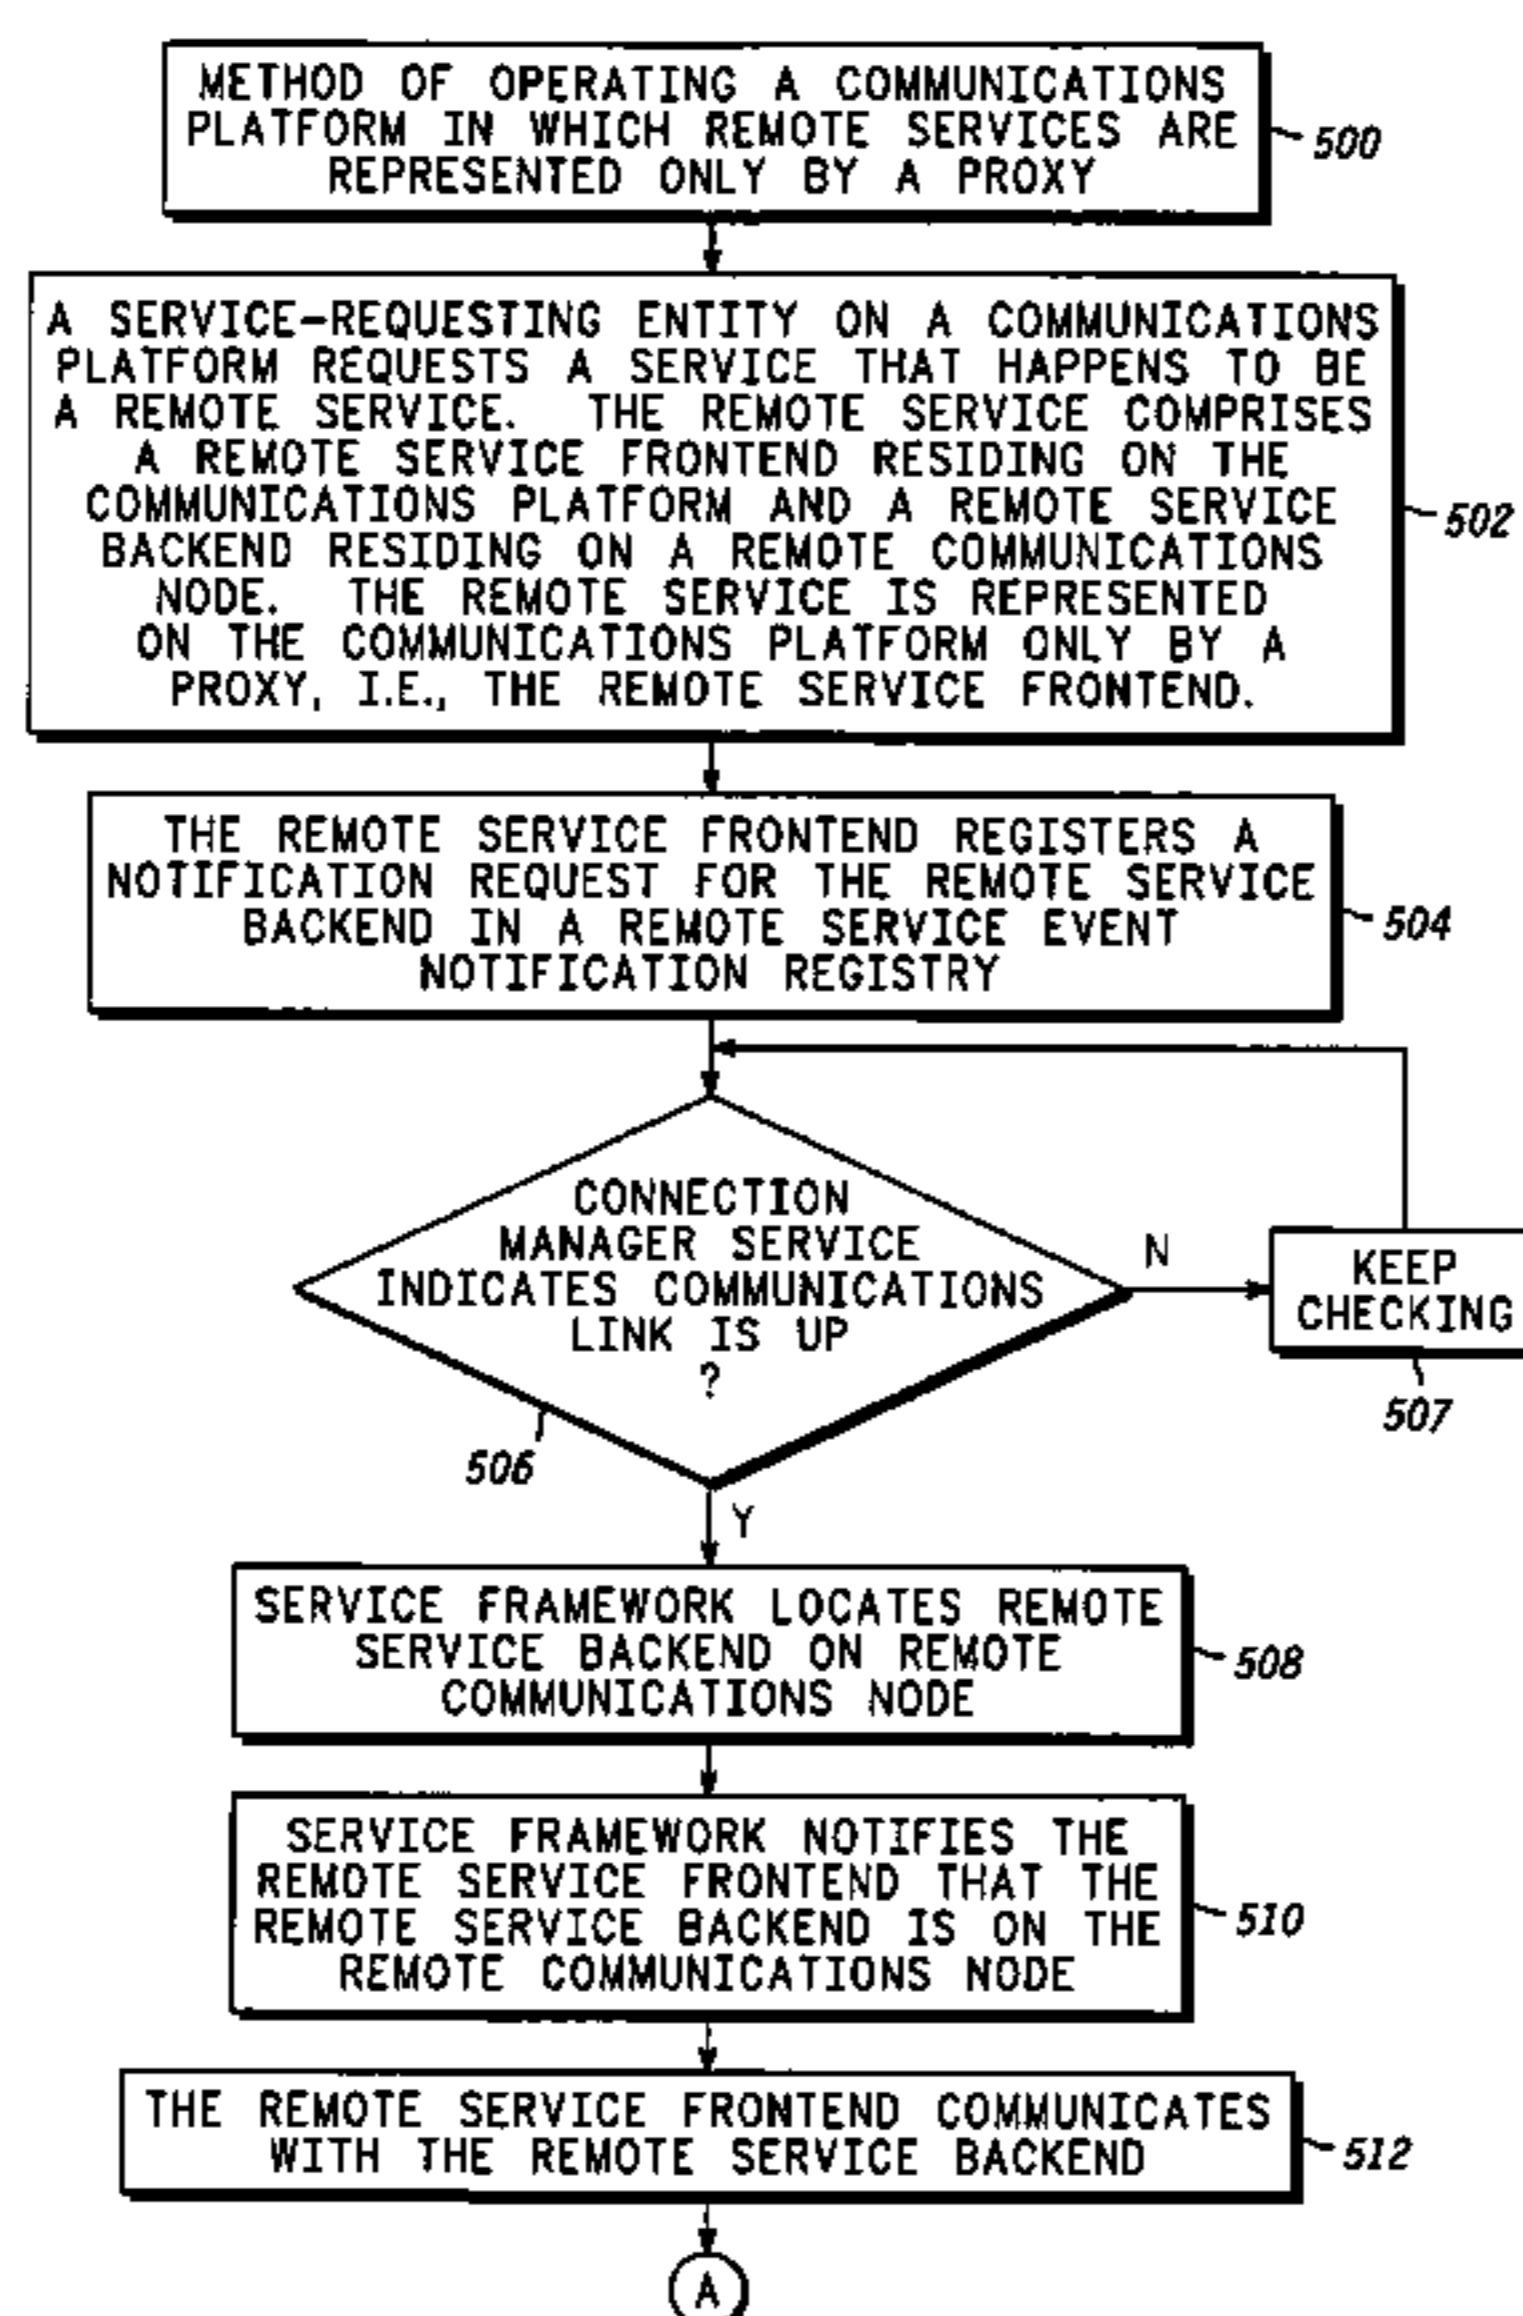 METHOD OF OPERATING A COMMUNICATIONS
PLATFORM IN WHICH REMOTE SERVICES ARE
REPRESENTED ONLY BY A PROXY
500
A SERVICE-REQUESTING ENTITY ON A COMMUNICATIONS
PLATFORM REQUESTS A SERVICE THAT HAPPENS TO BE
A REMOTE SERVICE. THE REMOTE SERVICE COMPRISES
A REMOTE SERVICE FRONTEND RESIDING ON THE
COMMUNICATIONS PLATFORM AND A REMOTE SERVICE
BACKEND RESIDING ON A REMOTE COMMUNICATIONS
NODE. THE REMOTE SERVICE IS REPRESENTED
ON THE COMMUNICATIONS PLATFORM ONLY BY A
PROXY, I.E., THE REMOTE SERVICE FRONTEND.
502
THE REMOTE SERVICE FRONTEND REGISTERS A
NOTIFICATION REQUEST FOR THE REMOTE SERVICE
BACKEND IN A REMOTE SERVICE EVENT
NOTIFICATION REGISTRY
504
CONNECTION
MANAGER SERVICE
INDICATES COMMUNICATIONS
LINK IS UP
?
506
N
KEEP
CHECKING
507
Y
SERVICE FRAMEWORK LOCATES REMOTE
SERVICE BACKEND ON REMOTE
COMMUNICATIONS NODE
508
SERVICE FRAMEWORK NOTIFIES THE
REMOTE SERVICE FRONTEND THAT THE
REMOTE SERVICE BACKEND IS ON THE
REMOTE COMMUNICATIONS NODE
510
THE REMOTE SERVICE FRONTEND COMMUNICATES
WITH THE REMOTE SERVICE BACKEND
512
A